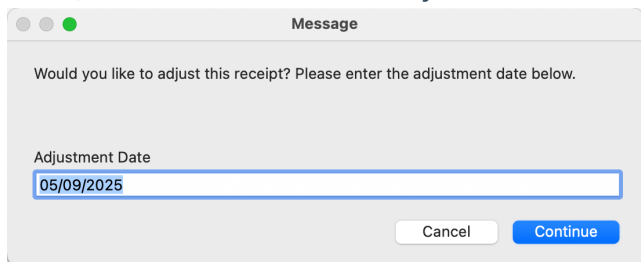 Message
Would you like to adjust this receipt? Please enter the adjustment date below.
Adjustment Date
05/09/2025
Cancel
Continue